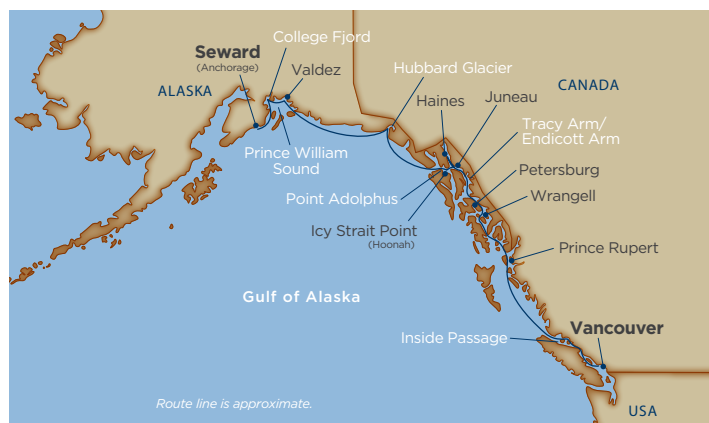 College Fjord
Seward
(Anchorage)
Valdez
Hubbard Glacier
ALASKA
CANADA
Haines
Juneau
Tracy Arm/
Endicott Arm
Prince William
Sound
Petersburg
Point Adolphus
Wrangell
Icy Strait Point
(Hoonah)
Prince Rupert
Gulf of Alaska
Vancouver
Inside Passage
Route line is approximate.
USA